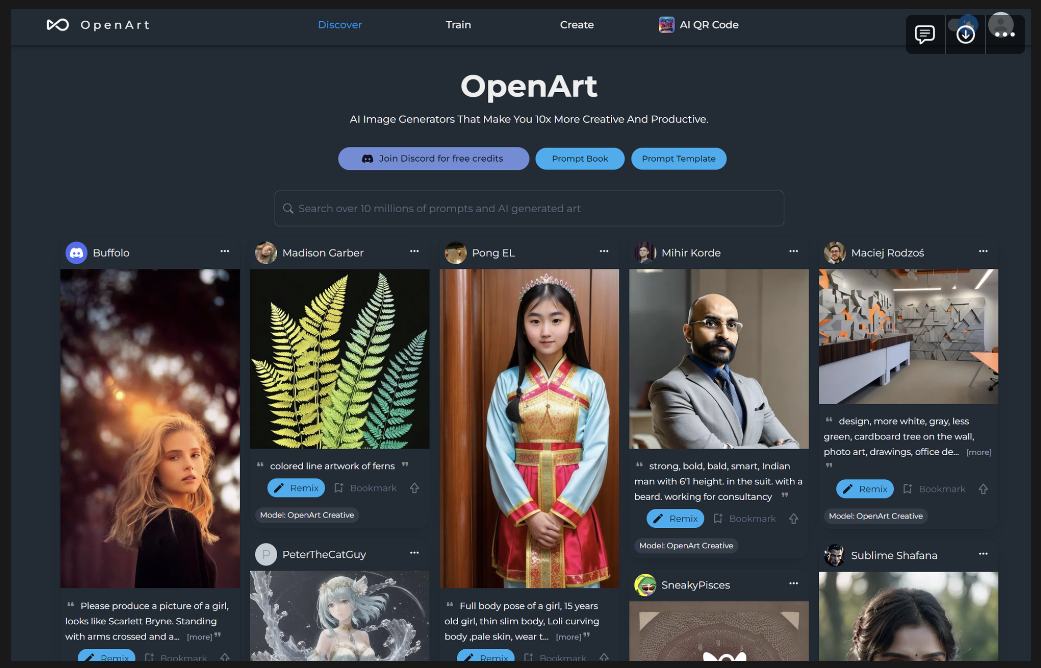 OpenArt
Discover
Train
Create
AI QR Code
OpenArt
AI Image Generators That Make You 10x More Creative And Productive.
Join Discord for free credits
Prompt Book
Prompt Template
Search over 10 millions of prompts and AI generated art
Buffolo
Madison Garber
Pong EL
Mihir Korde
Maciej Rodzoś
❝ Please produce a picture of a girl,
looks like Scarlett Bryne. Standing
with arms crossed and a... [more] ❞
Remix
Bookmark
❝ colored line artwork of ferns ❞
Remix
Bookmark
Model: OpenArt Creative
P
PeterTheCatGuy
❝ Full body pose of a girl, 15 years
old girl, thin slim body, Loli curving
body ,pale skin, wear t... [more] ❞
Remix
Bookmark
❝ strong, bold, bald, smart, Indian
man with 6'1 height. in the suit. with a
beard. working for consultancy ❞
Remix
Bookmark
Model: OpenArt Creative
SneakyPisces
❝ design, more white, gray, less
green, cardboard tree on the wall,
photo art, drawings, office de... [more]
❞
Remix
Bookmark
Model: OpenArt Creative
Sublime Shafana